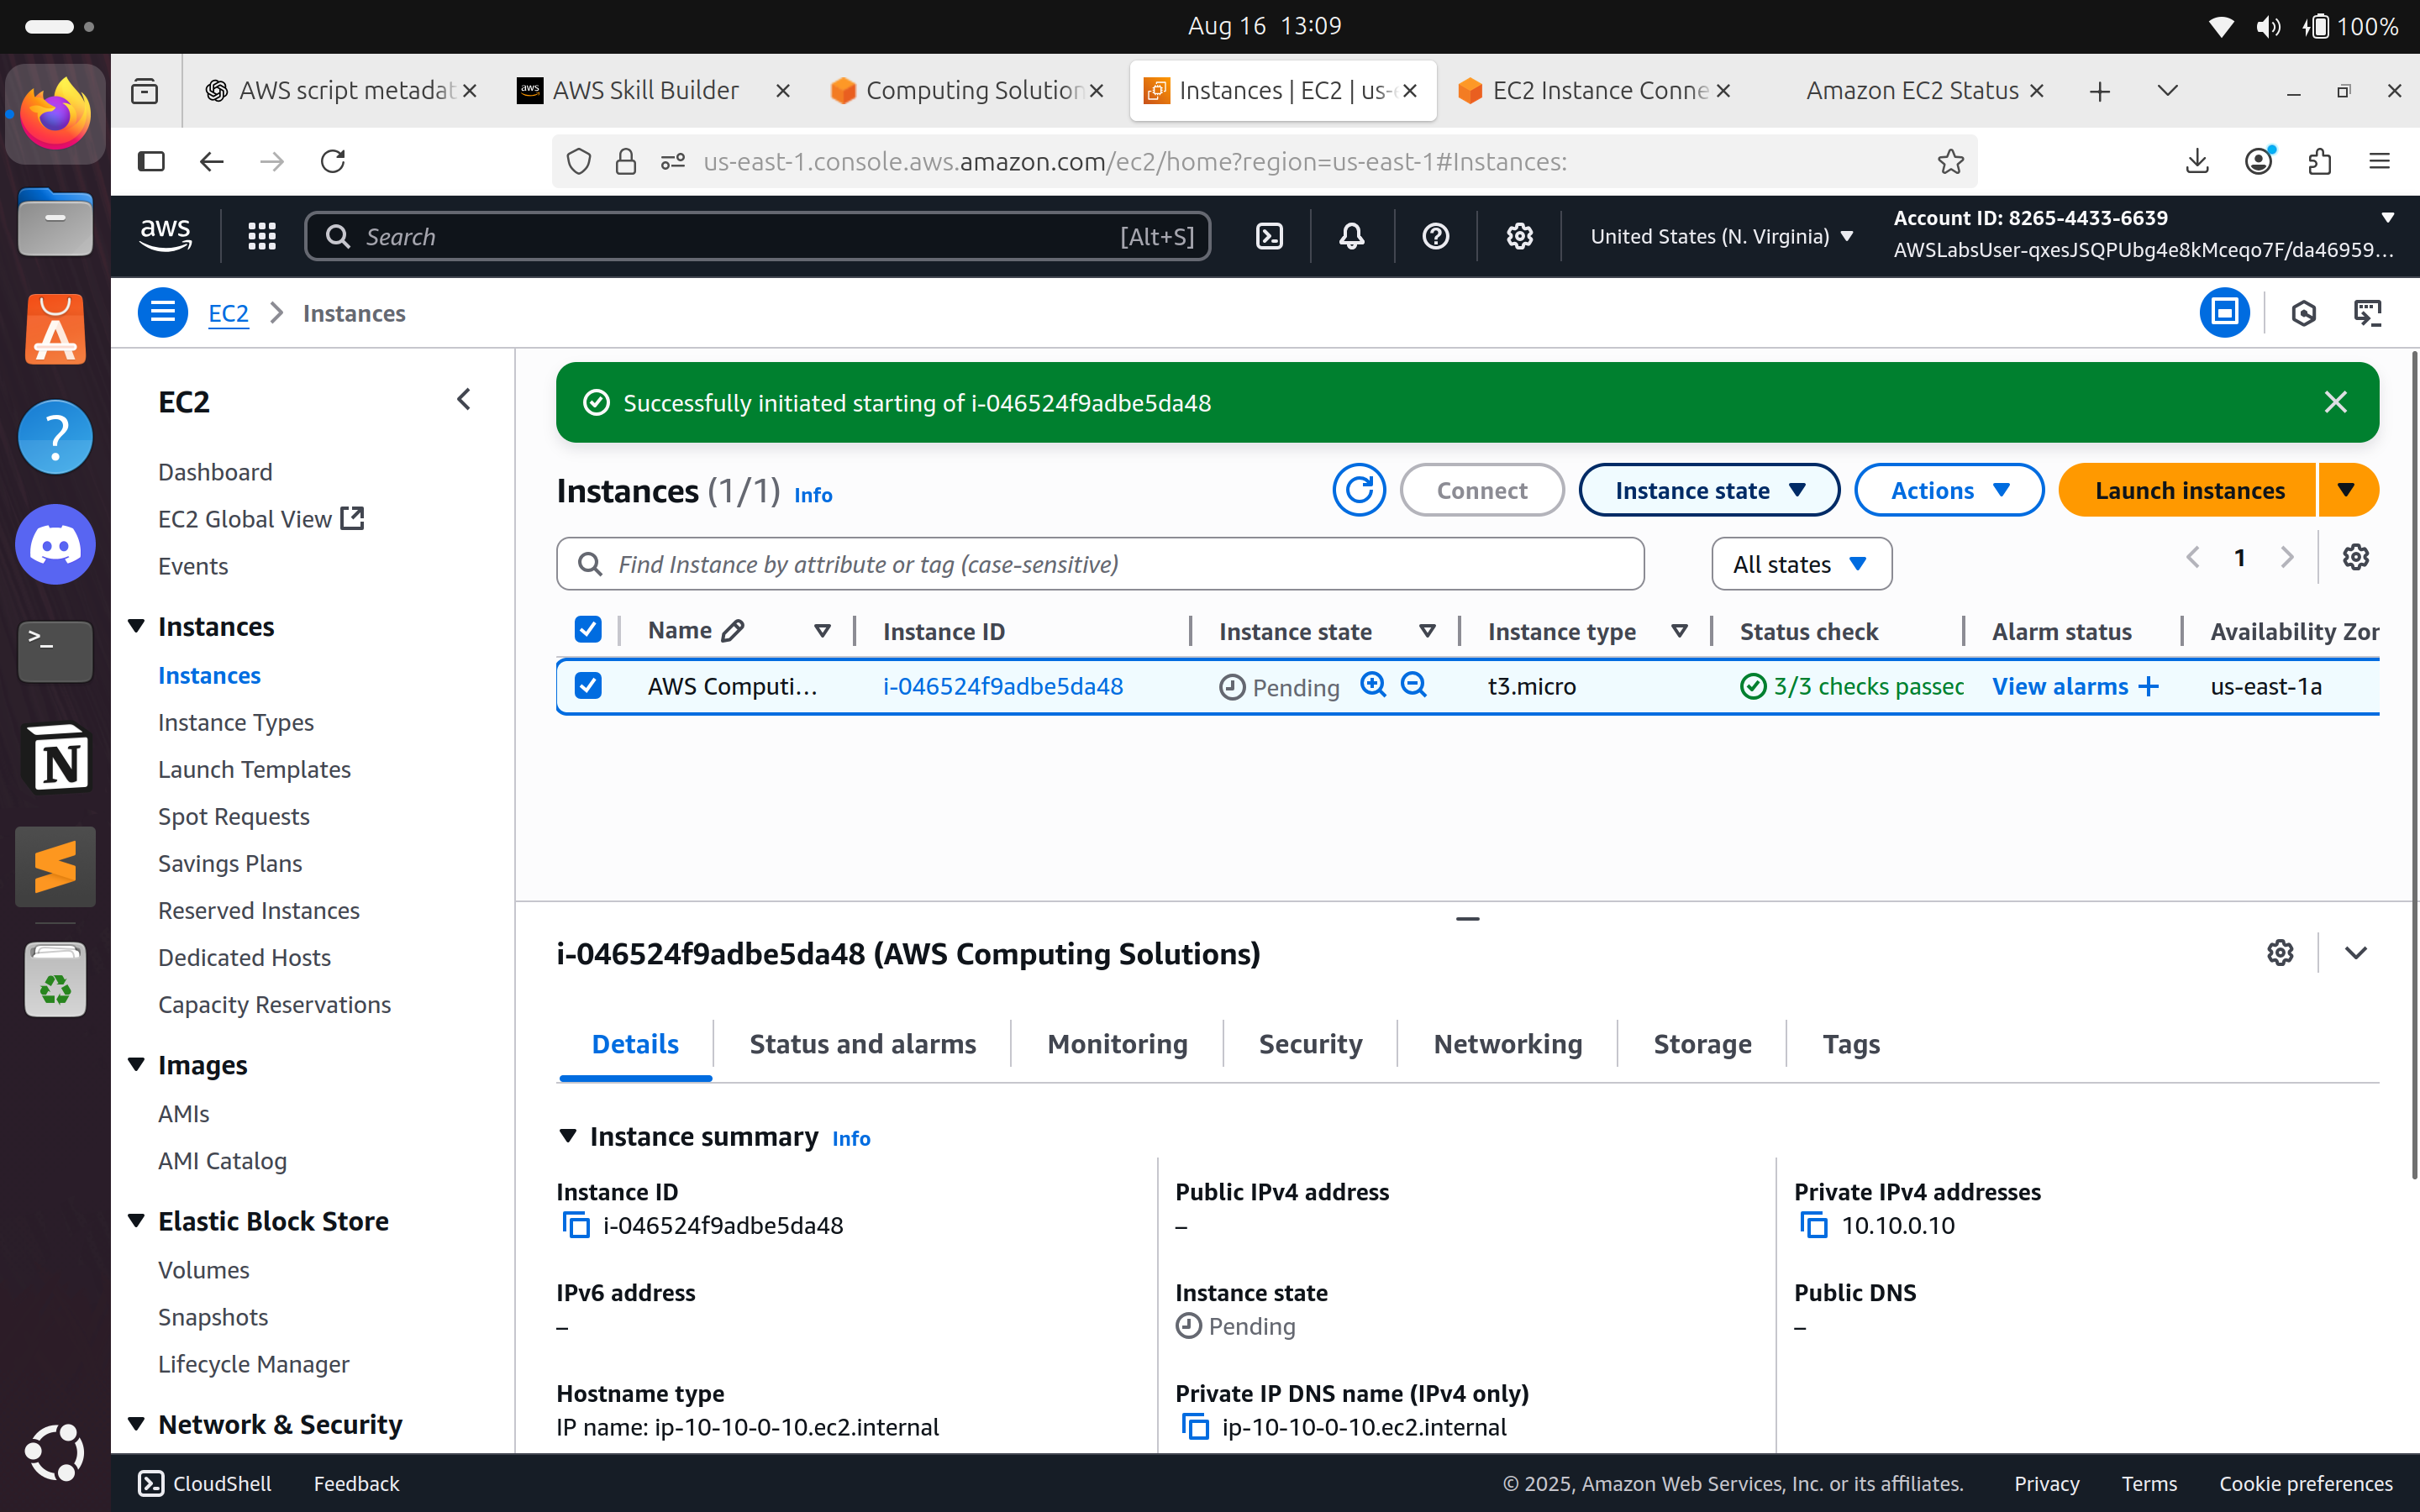 Aug 16 13:09
100%
AWS script metadat
aws
AWS Skill Builder
Computing Solution
Instances | EC2 | us-
EC2 Instance Conne
Amazon EC2 Status
us-east-1.console.aws.amazon.com/ec2/home?region=us-east-1#Instances:
aws
Search
[Alt+S]
United States (N. Virginia)
Account ID: 8265-4433-6639
AWSLabsUser-qxesJSQPUbg4e8kMceqo7F/da46959...
EC2
Instances
EC2
Dashboard
EC2 Global View
Events
Instances
Instances
Instance Types
Launch Templates
Spot Requests
Savings Plans
Reserved Instances
Dedicated Hosts
Capacity Reservations
Images
AMIs
AMI Catalog
Elastic Block Store
Volumes
Snapshots
Lifecycle Manager
Network & Security
Successfully initiated starting of i-046524f9adbe5da48
Instances (1/1) Info
Connect
Instance state
Actions
Launch instances
Find Instance by attribute or tag (case-sensitive)
All states
1
Name
Instance ID
Instance state
Instance type
Status check
Alarm status
Availability Zor
AWS Computi...
i-046524f9adbe5da48
Pending
t3.micro
3/3 checks passec
View alarms +
us-east-1a
i-046524f9adbe5da48 (AWS Computing Solutions)
Details
Status and alarms
Monitoring
Security
Networking
Storage
Tags
Instance summary Info
Instance ID
i-046524f9adbe5da48
Public IPv4 address
–
Private IPv4 addresses
10.10.0.10
IPv6 address
–
Instance state
Pending
Public DNS
–
Hostname type
IP name: ip-10-10-0-10.ec2.internal
Private IP DNS name (IPv4 only)
ip-10-10-0-10.ec2.internal
CloudShell
Feedback
© 2025, Amazon Web Services, Inc. or its affiliates.
Privacy
Terms
Cookie preferences